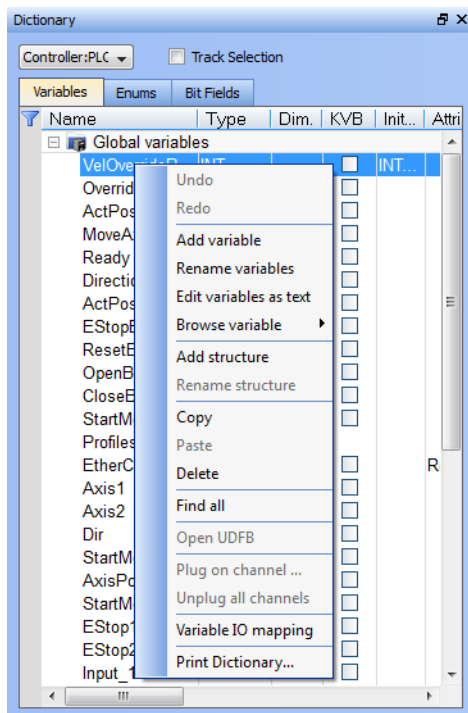 Dictionary
Controller:PLC
Track Selection
Variables Enums Bit Fields
Name Type Dim. KVB Init... Attri
Global variables
INT INT...
Undo
Redo
Add variable
Rename variables
Edit variables as text
Browse variable
Add structure
Rename structure
Copy
Paste
Delete
Find all
Open UDFB
Plug on channel ...
Unplug all channels
Variable IO mapping
Print Dictionary...
Overrid
ActPos
MoveA
Ready
Directio
ActPos
EStopE
ResetE
OpenB
CloseE
StartM
Profiles
EtherC R
Axis1
Axis2
Dir
StartM
AxisPo
StartM
EStop1
EStop2
Input_1